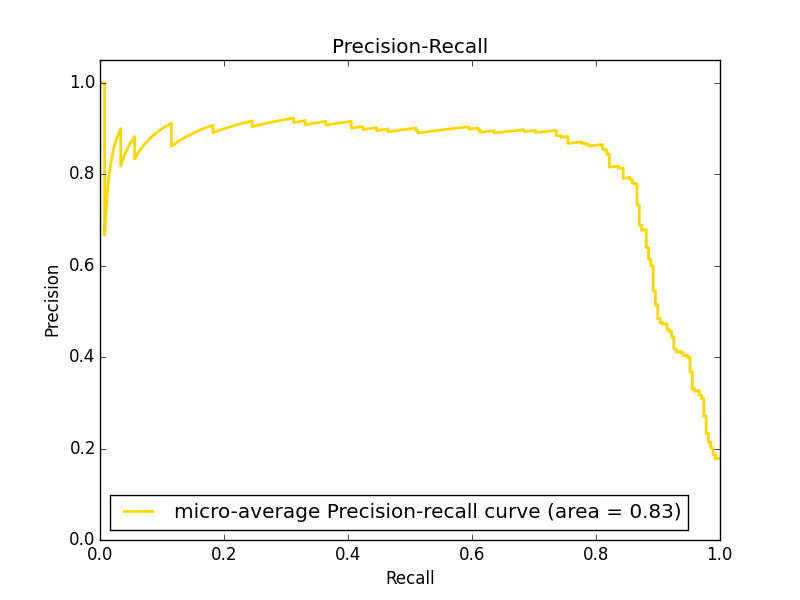 Precision-Recall
1.0
0.8
0.6
0.4
0.2
0.0
Precision
micro-average Precision-recall curve (area = 0.83)
0.0 0.2 0.4 0.6 0.8 1.0
Recall